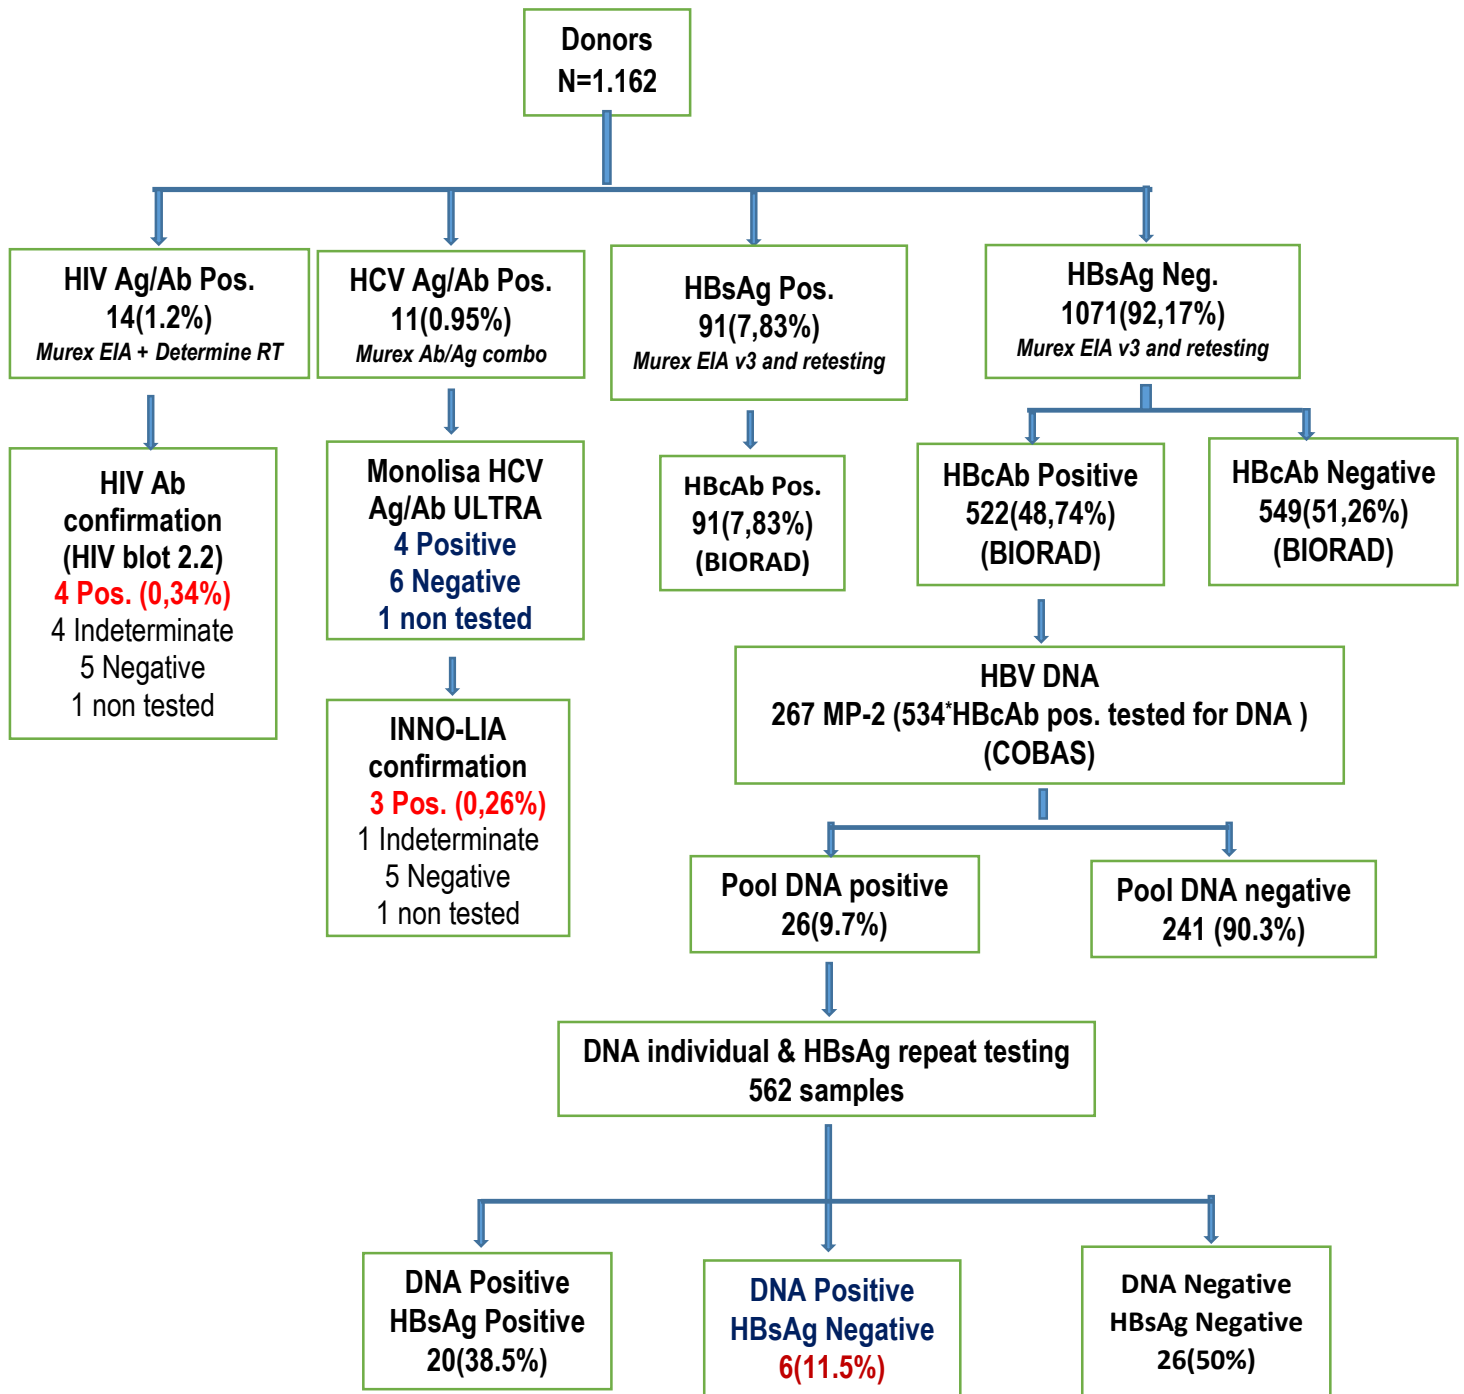 Donors
N=1.162
HIV Ag/Ab Pos.
14(1.2%)
Murex EIA + Determine RT
HCV Ag/Ab Pos.
11(0.95%)
Murex Ab/Ag combo
HBsAg Pos.
91(7,83%)
Murex EIA v3 and retesting
HBsAg Neg.
1071(92,17%)
Murex EIA v3 and retesting
HIV Ab
confirmation
(HIV blot 2.2)
4 Pos. (0,34%)
4 Indeterminate
5 Negative
1 non tested
Monolisa HCV
Ag/Ab ULTRA
4 Positive
6 Negative
1 non tested
HBcAb Pos.
91(7,83%)
(BIORAD)
HBcAb Positive
522(48,74%)
(BIORAD)
HBcAb Negative
549(51,26%)
(BIORAD)
INNO-LIA
confirmation
3 Pos. (0,26%)
1 Indeterminate
5 Negative
1 non tested
HBV DNA
267 MP-2 (534*HBcAb pos. tested for DNA )
(COBAS)
Pool DNA positive
26(9.7%)
Pool DNA negative
241 (90.3%)
DNA individual & HBsAg repeat testing
562 samples
DNA Positive
HBsAg Positive
20(38.5%)
DNA Positive
HBsAg Negative
6(11.5%)
DNA Negative
HBsAg Negative
26(50%)